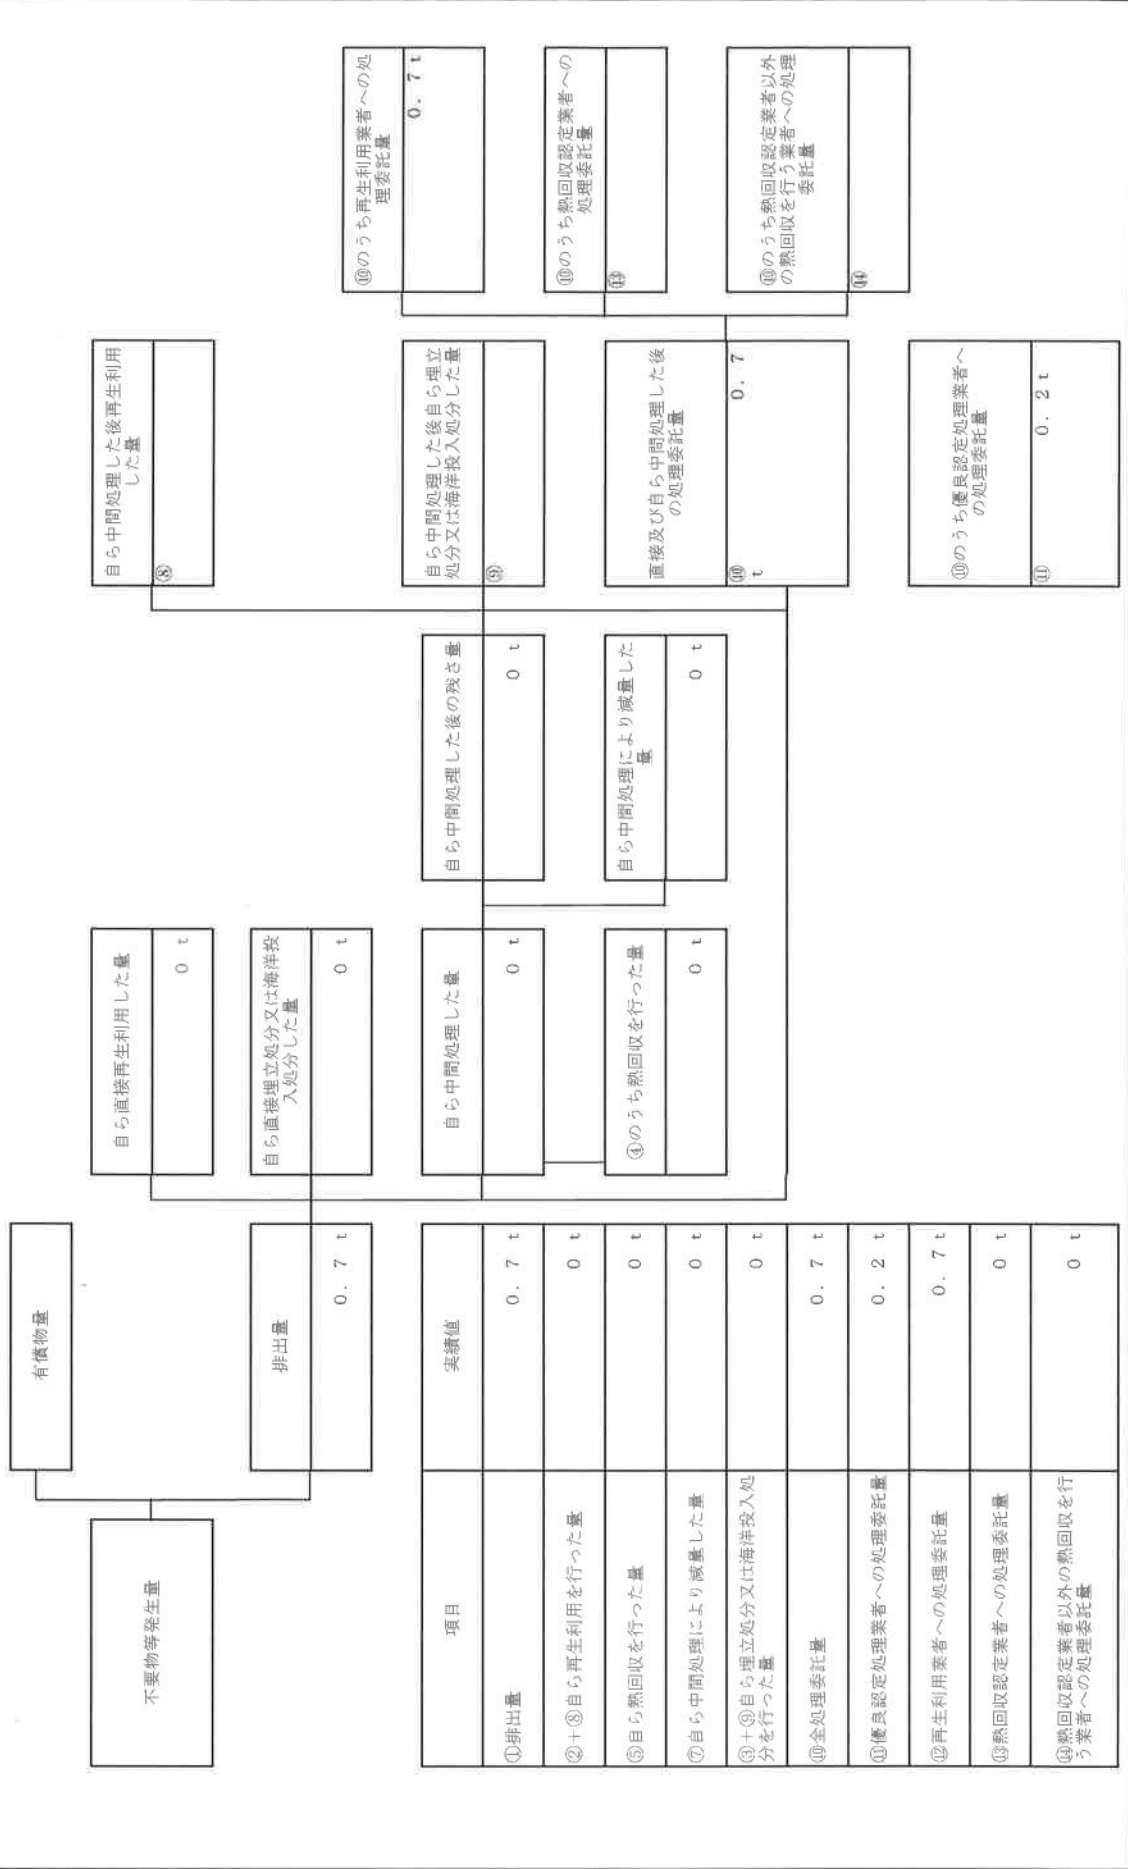 有償物量
不要物等発生量
排出量
0.7 t
自ら直接再生利用した量
0 t
自ら直接埋立処分又は海洋投
入処分した量
0 t
自ら中間処理した量
0 t
④のうち熱回収を行った量
0 t
自ら中間処理した後の残さ量
0 t
自ら中間処理により減量した
量
0 t
自ら中間処理した後再生利用
した量
⑧
自ら中間処理した後自ら埋立
処分又は海洋投入処分した量
⑨
直接及び自ら中間処理した後
の処理委託量
⑩ 0.7
t
⑩のうち優良認定処理業者へ
の処理委託量
⑪ 0.2t
⑩のうち再生利用業者への処
理委託量
0.7t
⑩のうち熱回収認定業者への
処理委託量
⑬
⑩のうち熱回収認定業者以外
の熱回収を行う業者への処理
委託量
⑭
項目 実績値
①排出量 0.7 t
②+⑧自ら再生利用を行った量 0 t
⑤自ら熱回収を行った量 0 t
⑦自ら中間処理により減量した量 0 t
③+⑨自ら埋立処分又は海洋投入処
分を行った量 0 t
⑩全処理委託量 0.7 t
⑪優良認定処理業者への処理委託量 0.2 t
⑫再生利用業者への処理委託量 0.7t
⑬熱回収認定業者への処理委託量 0 t
⑭熱回収認定業者以外の熱回収を行
う業者への処理委託量 0 t